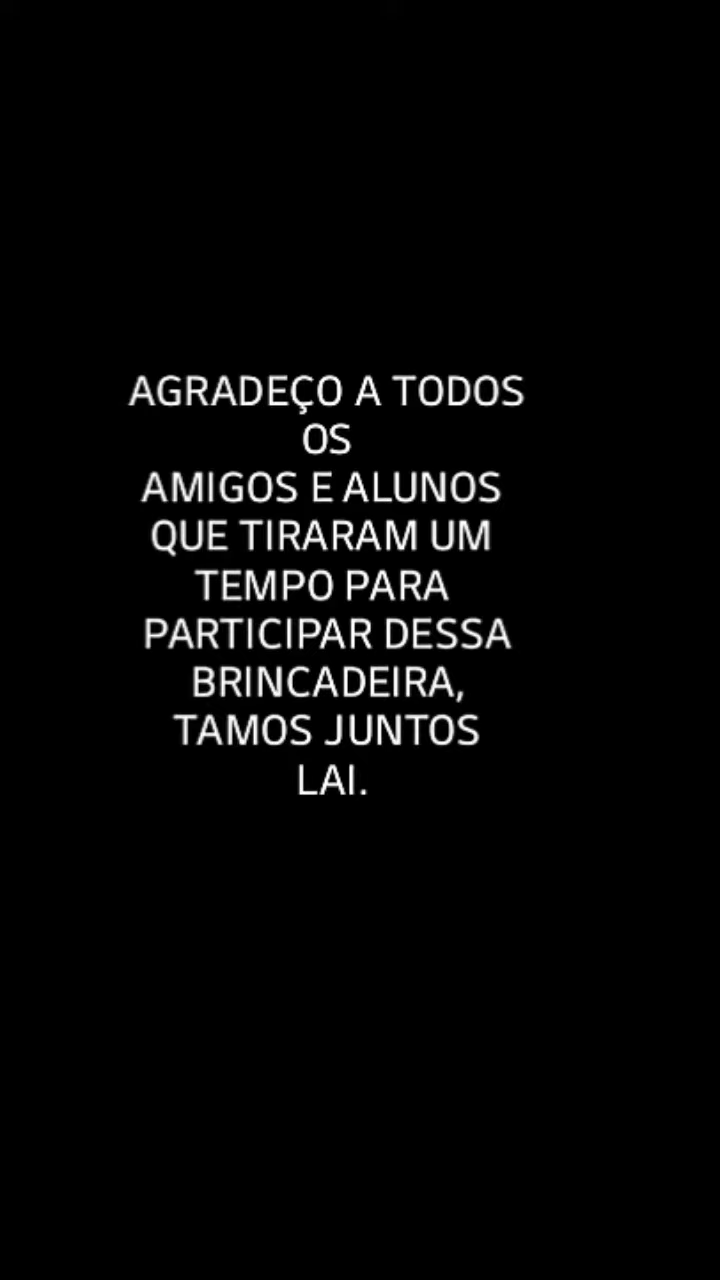 AGRADEÇO A TODOS
OS
AMIGOS E ALUNOS
QUE TIRARAM UM
TEMPO PARA
PARTICIPAR DESSA
BRINCADEIRA,
TAMOS JUNTOS
LAI.